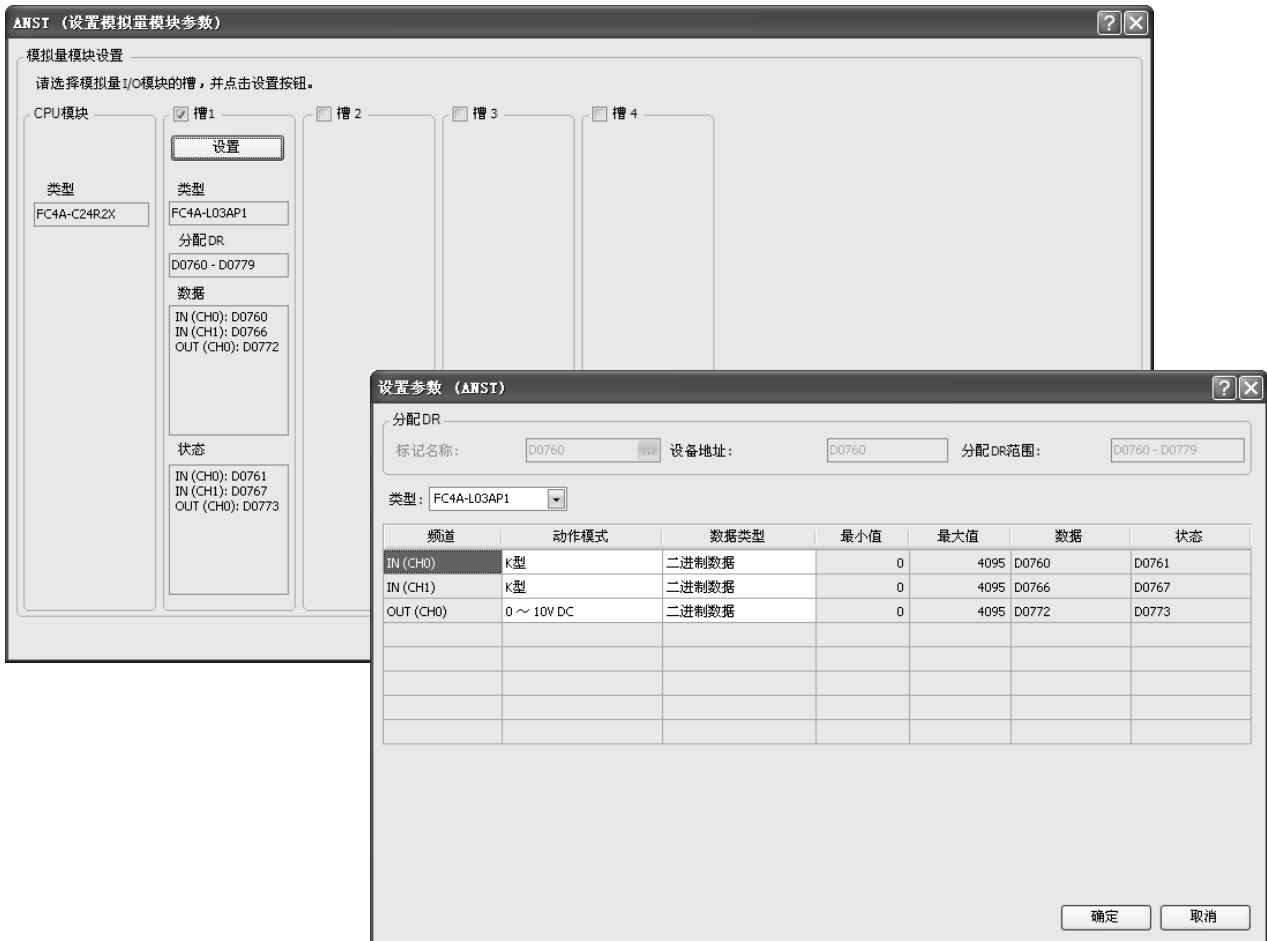 ANST (设置模拟量模块参数)
模拟量模块设置
请选择模拟量I/O模块的槽，并点击设置按钮。
CPU模块
槽1
槽 2
槽 3
槽 4
设置
类型
类型
FC4A-C24R2X
FC4A-L03AP1
分配DR
D0760 - D0779
数据
IN (CH0): D0760
IN (CH1): D0766
OUT (CH0): D0772
状态
IN (CH0): D0761
IN (CH1): D0767
OUT (CH0): D0773
设置参数 (ANST)
分配DR
标记名称: D0760 ... 设备地址: D0760 分配DR范围: D0760 - D0779
类型: FC4A-L03AP1
频道 动作模式 数据类型 最小值 最大值 数据 状态
IN (CH0) K型 二进制数据 0 4095 D0760 D0761
IN (CH1) K型 二进制数据 0 4095 D0766 D0767
OUT (CH0) 0 ～ 10V DC 二进制数据 0 4095 D0772 D0773
确定 取消